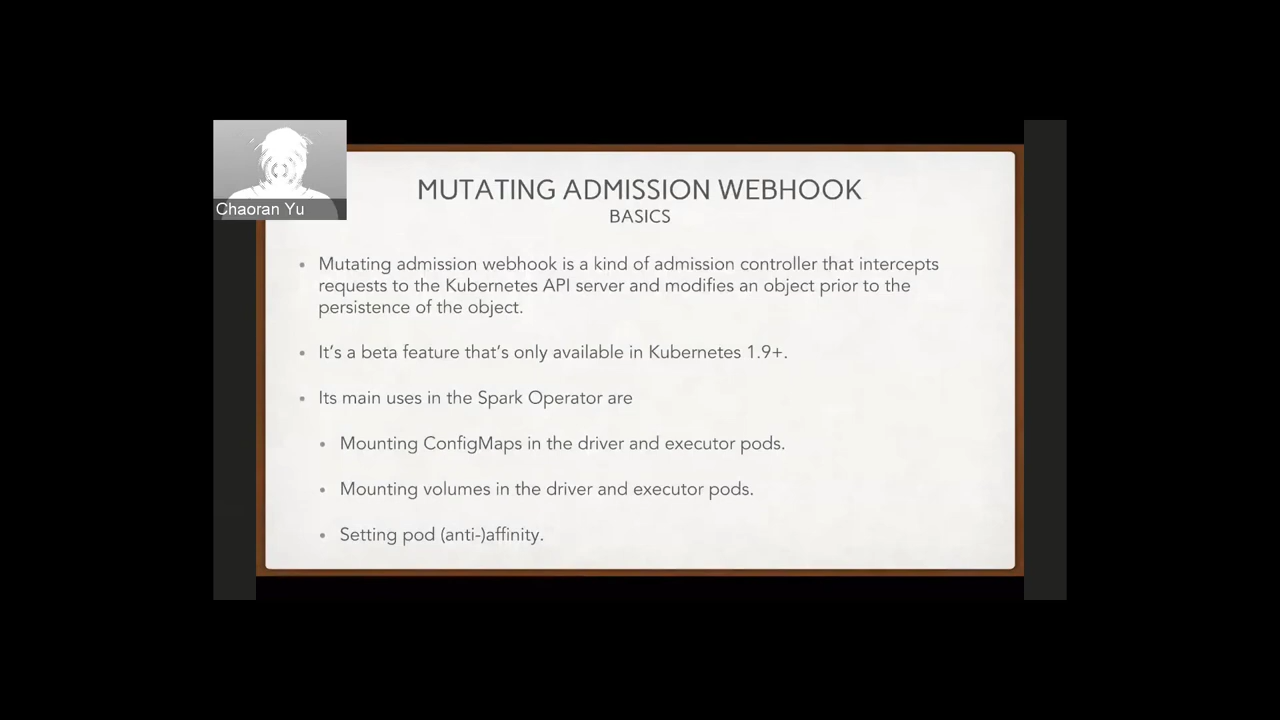 Chaoran Yu
MUTATING ADMISSION WEBHOOK
BASICS
• Mutating admission webhook is a kind of admission controller that intercepts
requests to the Kubernetes API server and modifies an object prior to the
persistence of the object.
• It's a beta feature that's only available in Kubernetes 1.9+.
• Its main uses in the Spark Operator are
• Mounting ConfigMaps in the driver and executor pods.
• Mounting volumes in the driver and executor pods.
• Setting pod (anti-)affinity.